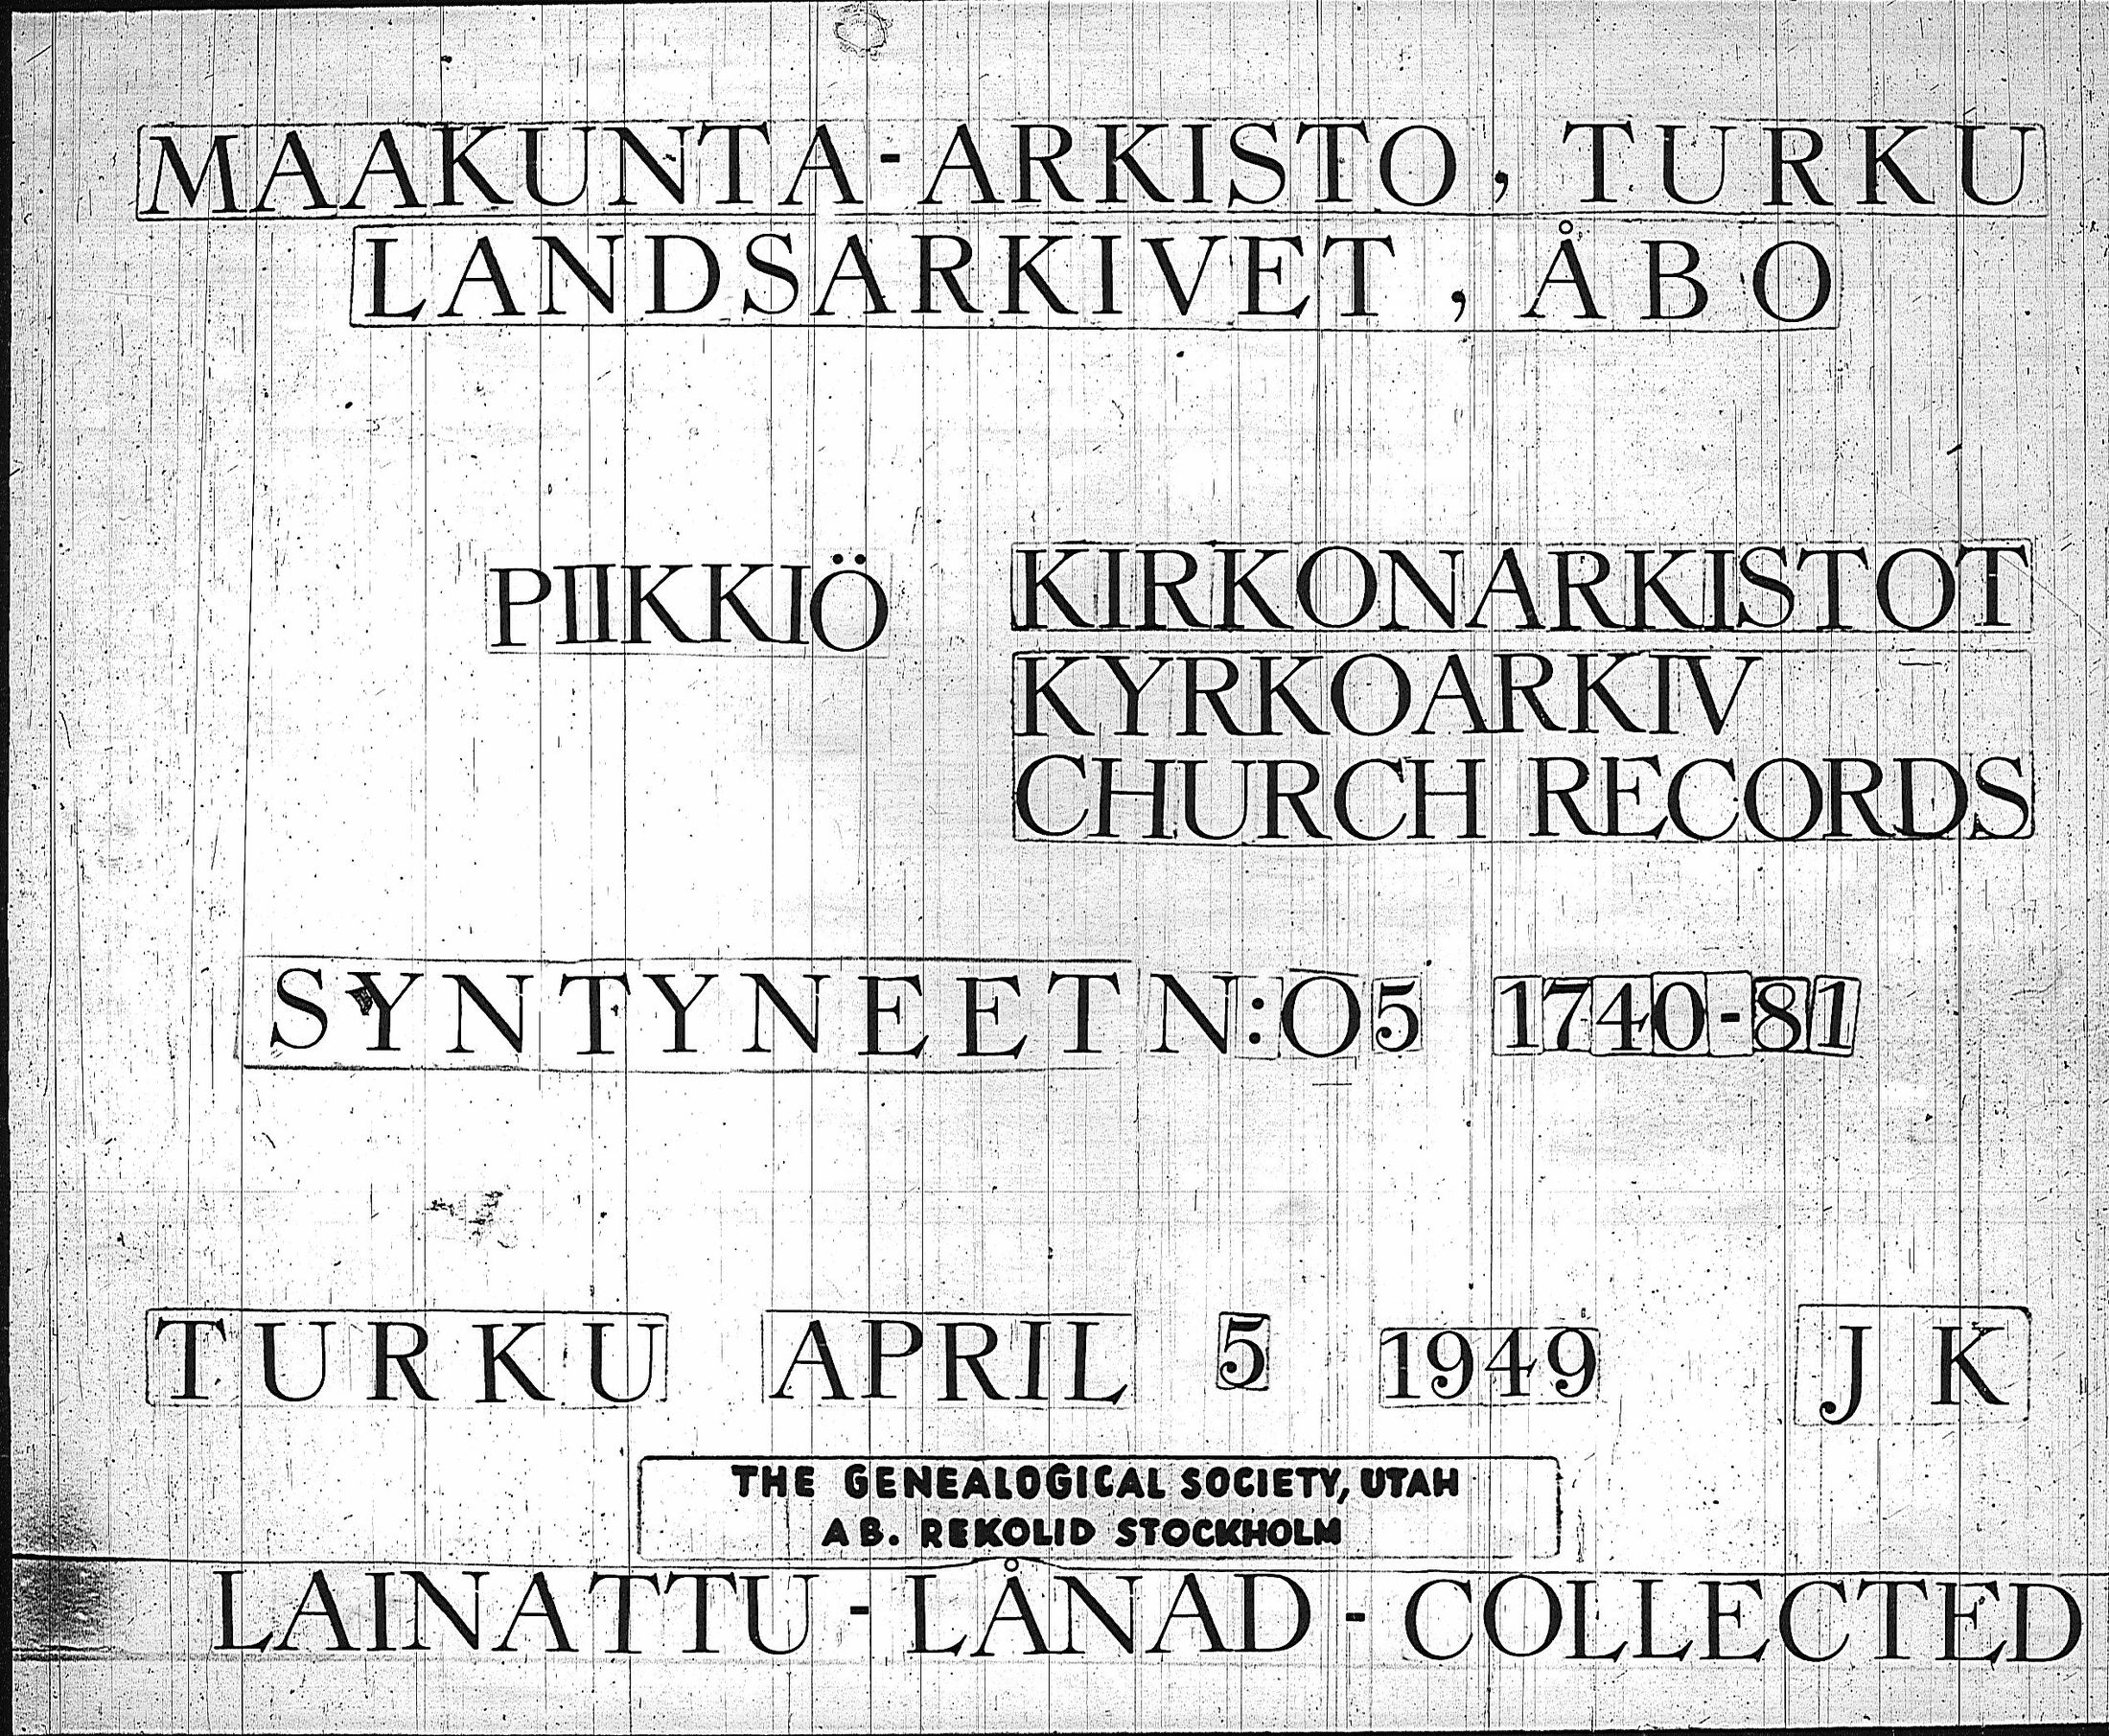 MAAKUNTA-ARKISTO, TURKU
LANDSARKIVET, ÅBO
PIIKKIÖ KIRKONARKISTOT
KYRKOARKIV
CHURCH RECORDS
SYNTYNEET N:O 5 1740-81
TURKU APRIL 5 1949 J K
THE GENEALOGICAL SOCIETY, UTAH
AB. REKOLID STOCKHOLM
LAINATTU - LÅNAD - COLLECTED